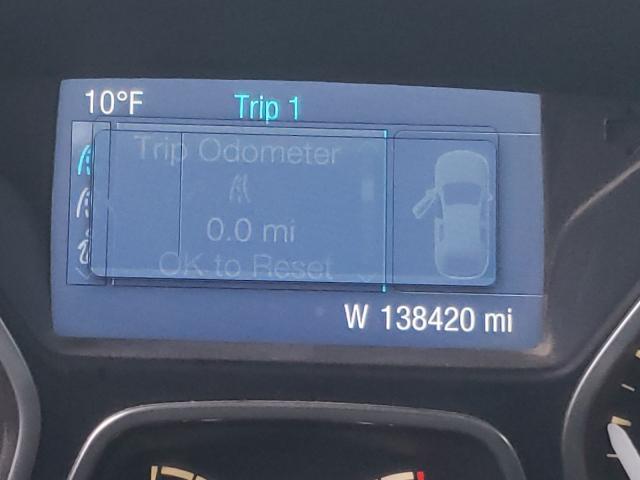 10°F Trip 1
Trip Odometer
0.0 mi
OK to Reset
W 138420 mi